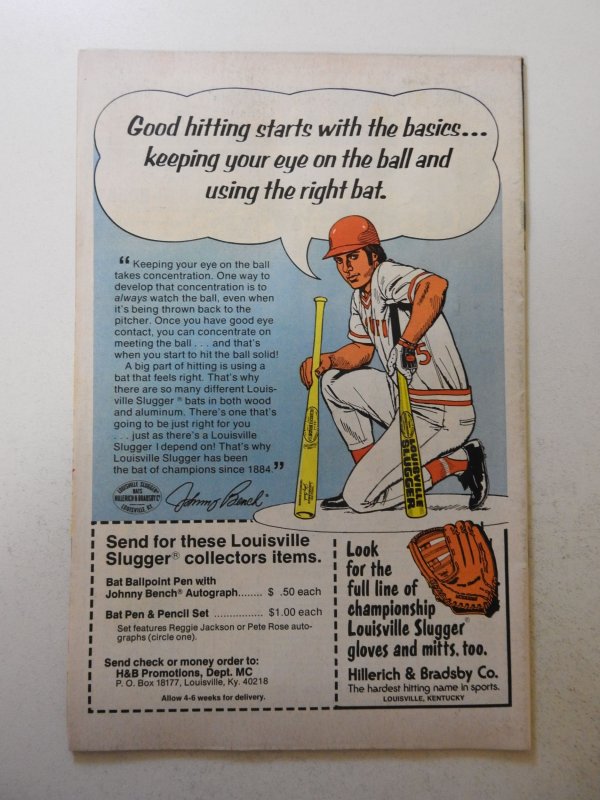 Good hitting starts with the basics...
keeping your eye on the ball and
using the right bat.
“ Keeping your eye on the ball
takes concentration. One way to
develop that concentration is to
always watch the ball, even when
it's being thrown back to the
pitcher. Once you have good eye
contact, you can concentrate on
meeting the ball . . . and that's
when you start to hit the ball solid!
A big part of hitting is using a
bat that feels right. That's why
there are so many different Louis-
ville Slugger® bats in both wood
and aluminum. There's one that's
going to be just right for you
. . . just as there's a Louisville
Slugger I depend on! That's why
Louisville Slugger has been
the bat of champions since 1884.”
LOUISVILLE SLUGGER
BATS
HILLERICH & BRADSBY CO
LOUISVILLE, KY.
Johnny Bench
5
LOUISVILLE
SLUGGER
Send for these Louisville
Slugger® collectors items.
Bat Ballpoint Pen with
Johnny Bench® Autograph........ $ .50 each
Bat Pen & Pencil Set ................ $1.00 each
Set features Reggie Jackson or Pete Rose auto-
graphs (circle one).
Send check or money order to:
H&B Promotions, Dept. MC
P. O. Box 18177, Louisville, Ky. 40218
Allow 4-6 weeks for delivery.
Look
for the
full line of
championship
Louisville Slugger®
gloves and mitts, too.
Hillerich & Bradsby Co.
The hardest hitting name in sports.
LOUISVILLE, KENTUCKY